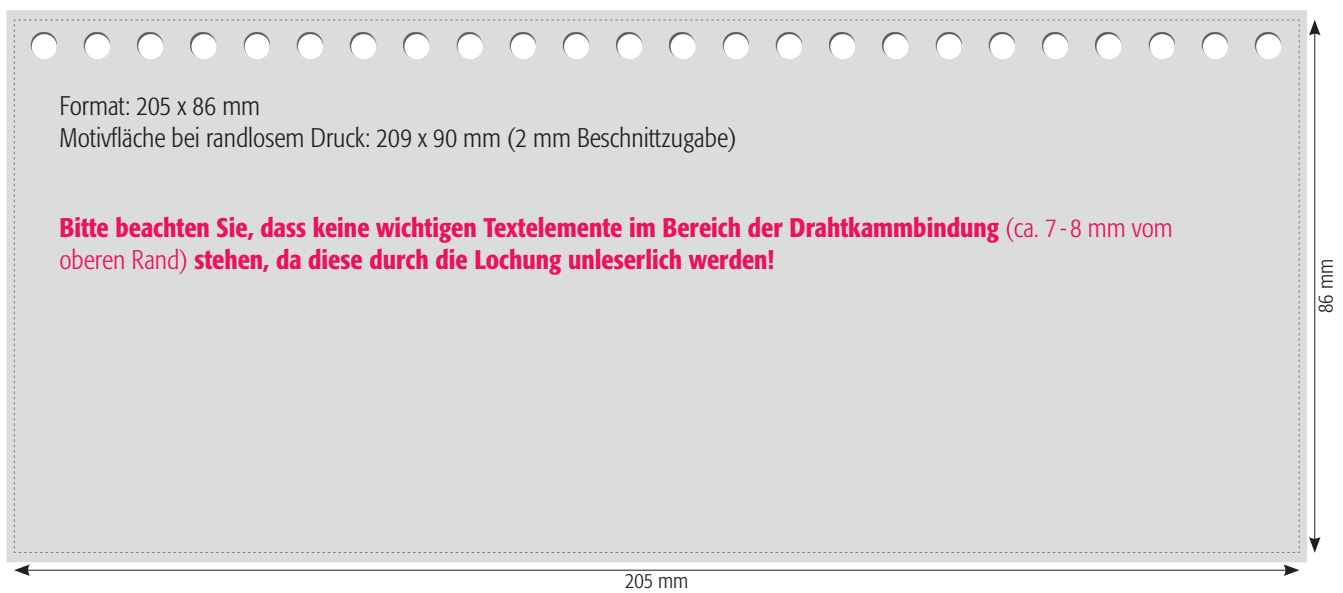 Format: 205 x 86 mm
Motivfläche bei randlosem Druck: 209 x 90 mm (2 mm Beschnittzugabe)
Bitte beachten Sie, dass keine wichtigen Textelemente im Bereich der Drahtkammbindung (ca. 7-8 mm vom
oberen Rand) stehen, da diese durch die Lochung unleserlich werden!
86 mm
205 mm